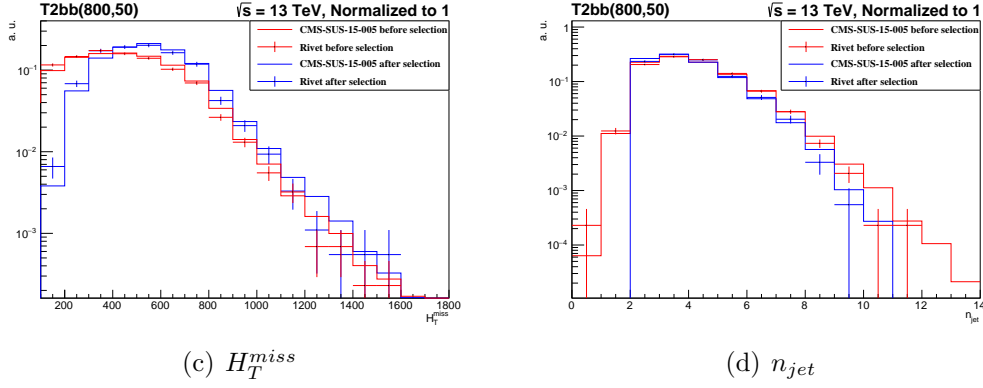 T2bb(800,50)
√s = 13 TeV, Normalized to 1
a. u.
CMS-SUS-15-005 before selection
Rivet before selection
CMS-SUS-15-005 after selection
Rivet after selection
10⁻¹
10⁻²
10⁻³
200 400 600 800 1000 1200 1400 1600 1800
H_T^miss
(c) H_T^miss
T2bb(800,50)
√s = 13 TeV, Normalized to 1
a. u.
CMS-SUS-15-005 before selection
Rivet before selection
CMS-SUS-15-005 after selection
Rivet after selection
1
10⁻¹
10⁻²
10⁻³
10⁻⁴
0 2 4 6 8 10 12 14
n_jet
(d) n_jet